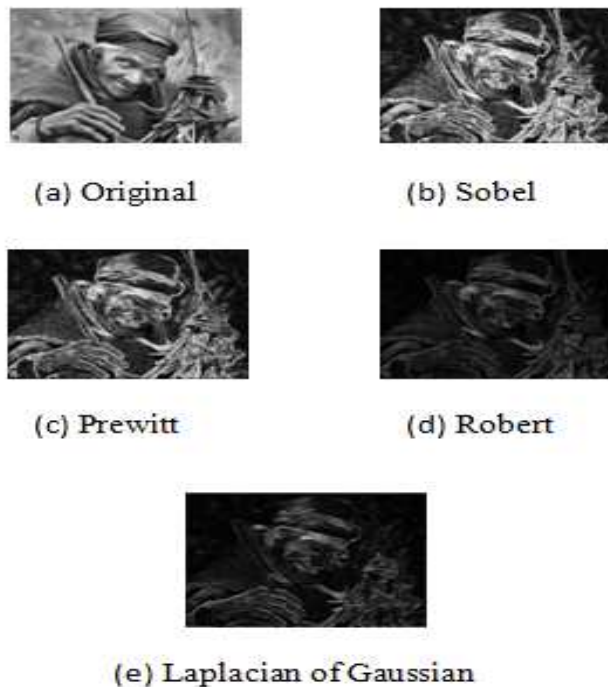 (a) Original
(b) Sobel
(c) Prewitt
(d) Robert
(e) Laplacian of Gaussian